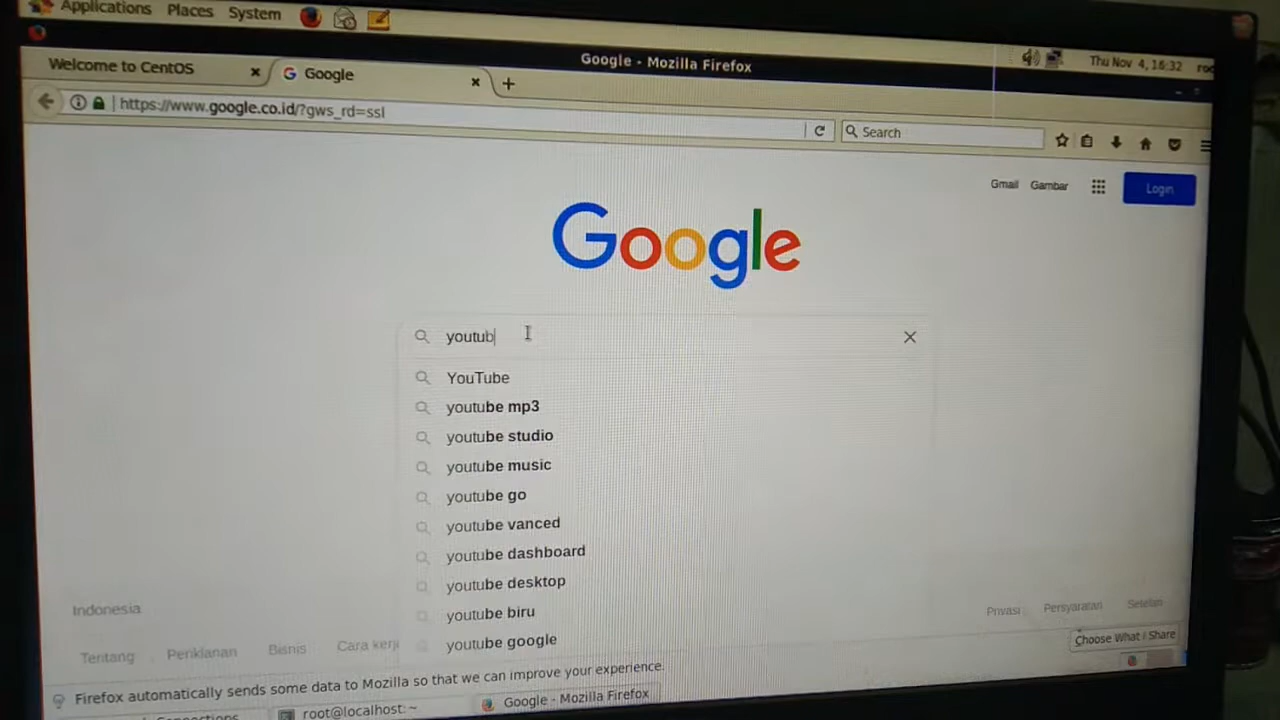 Applications Places System
Thu Nov 4, 16:32
Google - Mozilla Firefox
Welcome to CentOS
Google
https://www.google.co.id/?gws_rd=ssl
Search
Gmail Gambar
Login
Google
youtub
YouTube
youtube mp3
youtube studio
youtube music
youtube go
youtube vanced
youtube dashboard
youtube desktop
youtube biru
youtube google
Indonesia
Tentang Periklanan Bisnis Cara kerj
Privasi Persyaratan Setelan
Firefox automatically sends some data to Mozilla so that we can improve your experience.
Choose What I Share
root@localhost:~
Google - Mozilla Firefox